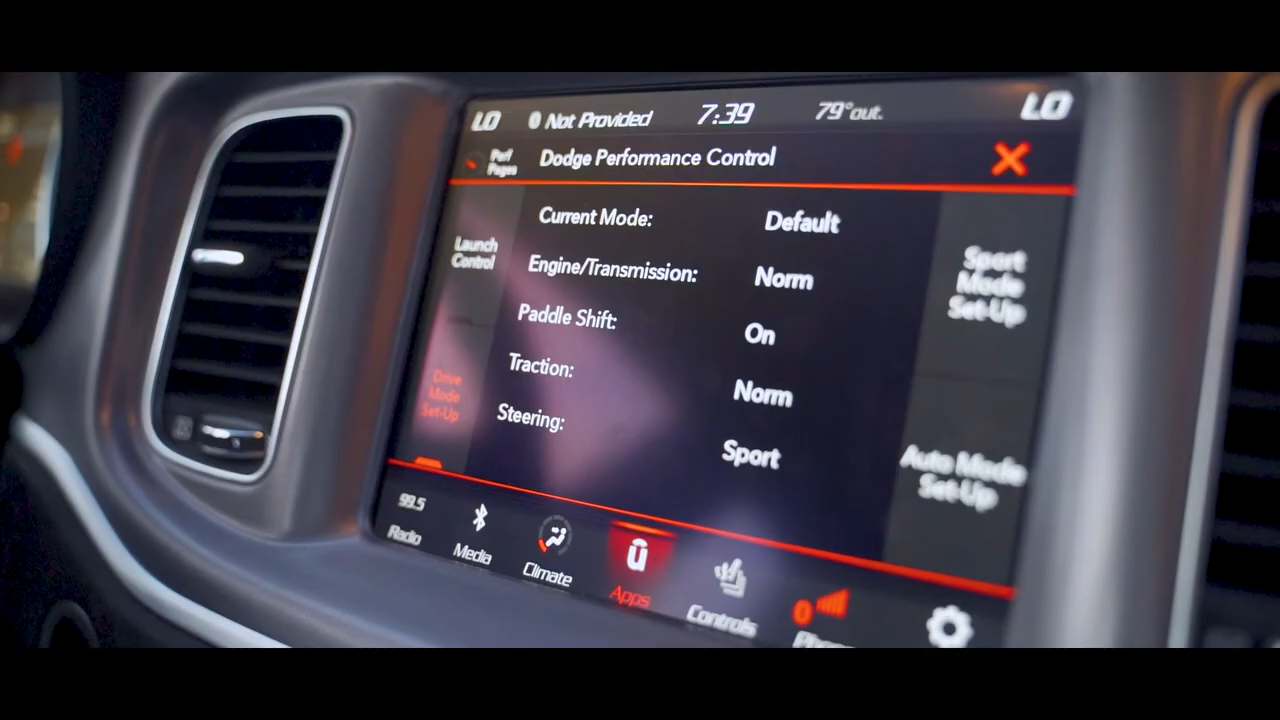 LO Not Provided 7:39 79°out. LO
Perf Pages
Dodge Performance Control
Current Mode: Default
Launch Control
Engine/Transmission: Norm
Sport Mode Set-Up
Paddle Shift: On
Traction: Norm
Drive Mode Set-Up
Steering: Sport
Auto Mode Set-Up
99.5
Radio
Media
Climate
ū
Apps
Controls